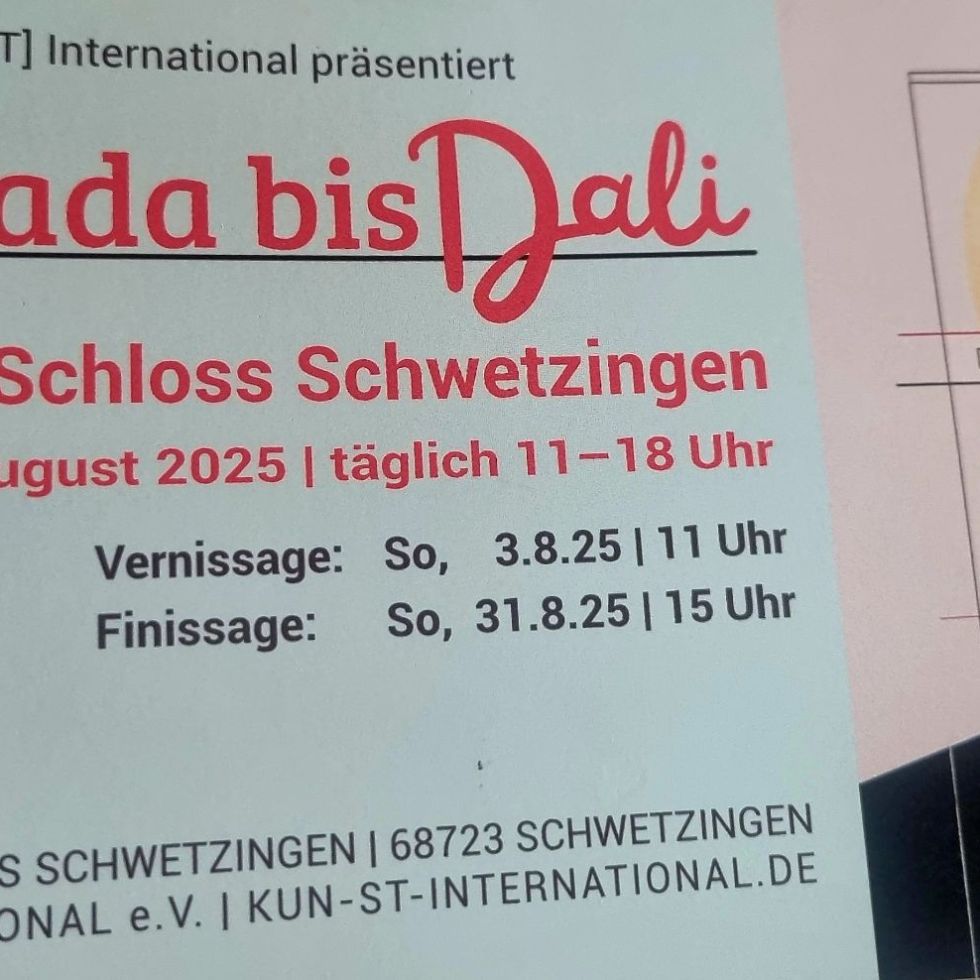 T] International präsentiert
ada bis Dali
Schloss Schwetzingen
ugust 2025 | täglich 11–18 Uhr
Vernissage: So, 3.8.25 | 11 Uhr
Finissage: So, 31.8.25 | 15 Uhr
S SCHWETZINGEN | 68723 SCHWETZINGEN
ONAL e.V. | KUN-ST-INTERNATIONAL.DE